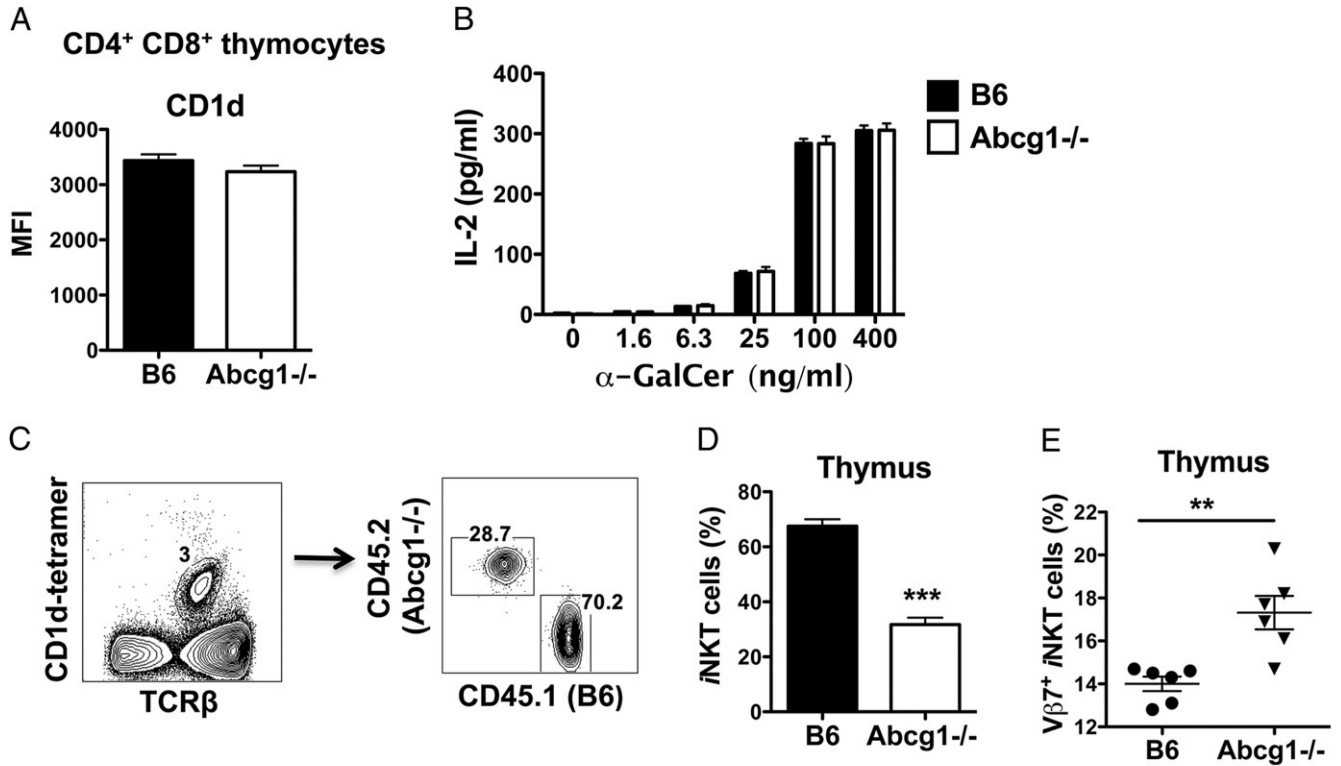 A
CD4+ CD8+ thymocytes
CD1d
4000
3000
2000
1000
0
MFI
B6
Abcg1-/-
B
400
300
200
100
0
IL-2 (pg/ml)
0 1.6 6.3 25 100 400
α-GalCer (ng/ml)
B6
Abcg1-/-
C
CD1d-tetramer
3
TCRβ
CD45.2
(Abcg1-/-)
28.7
70.2
CD45.1 (B6)
D
Thymus
80
60
40
20
0
iNKT cells (%)
***
B6
Abcg1-/-
E
Thymus
**
22
20
18
16
14
12
Vβ7+ iNKT cells (%)
B6
Abcg1-/-